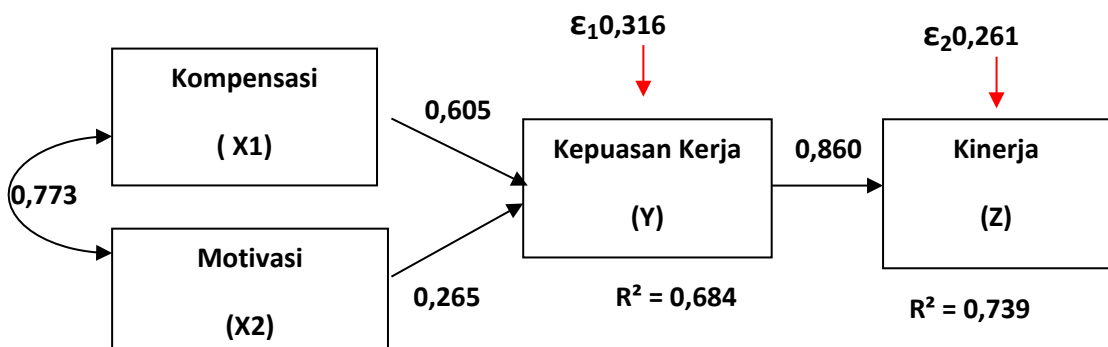 ε₁0,316
ε₂0,261
Kompensasi
( X1)
0,605
Kepuasan Kerja
(Y)
0,860
Kinerja
(Z)
0,773
Motivasi
(X2)
0,265
R² = 0,684
R² = 0,739